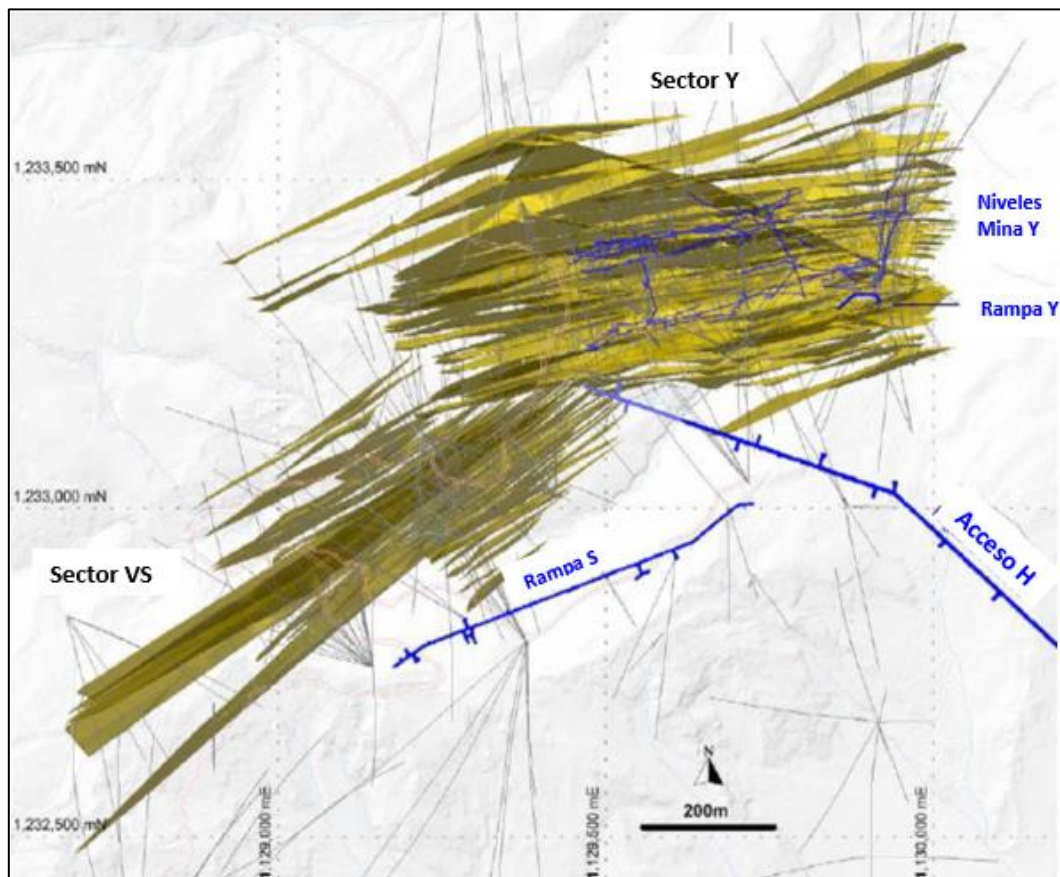 Sector Y
1,233,500 mN
Niveles
Mina Y
Rampa Y
1,233,000 mN
Acceso H
Rampa S
Sector VS
N
200m
1,232,500 mN
1,129,000 mE
1,129,500 mE
1,130,000 mE